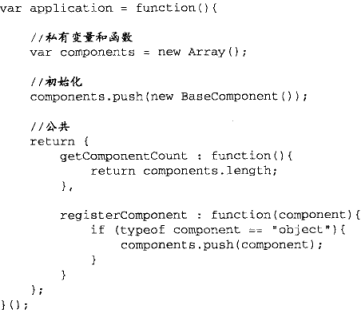 var application = function(){
//私有变量和函数
var components = new Array();
//初始化
components.push(new BaseComponent());
//公共
return {
getComponentCount : function(){
return components.length;
},
registerComponent : function(component){
if (typeof component == "object"){
components.push(component);
}
}
};
}();